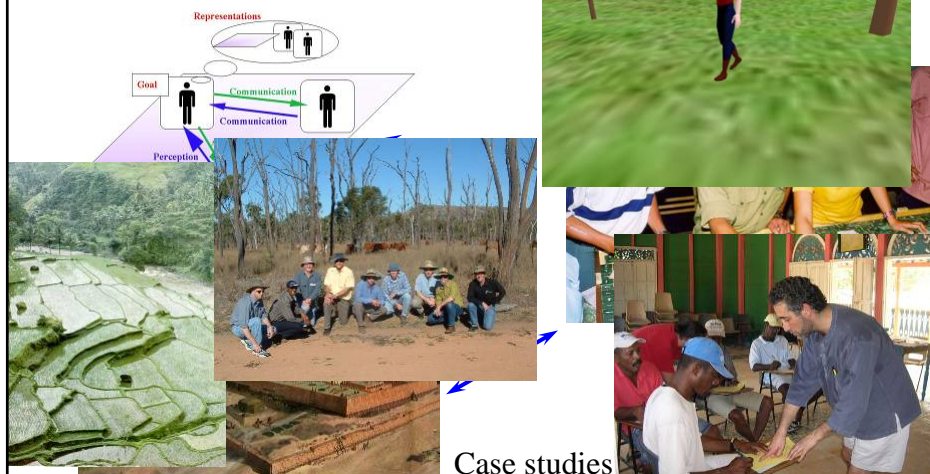 Representations
Goal
Communication
Communication
Perception
Case studies